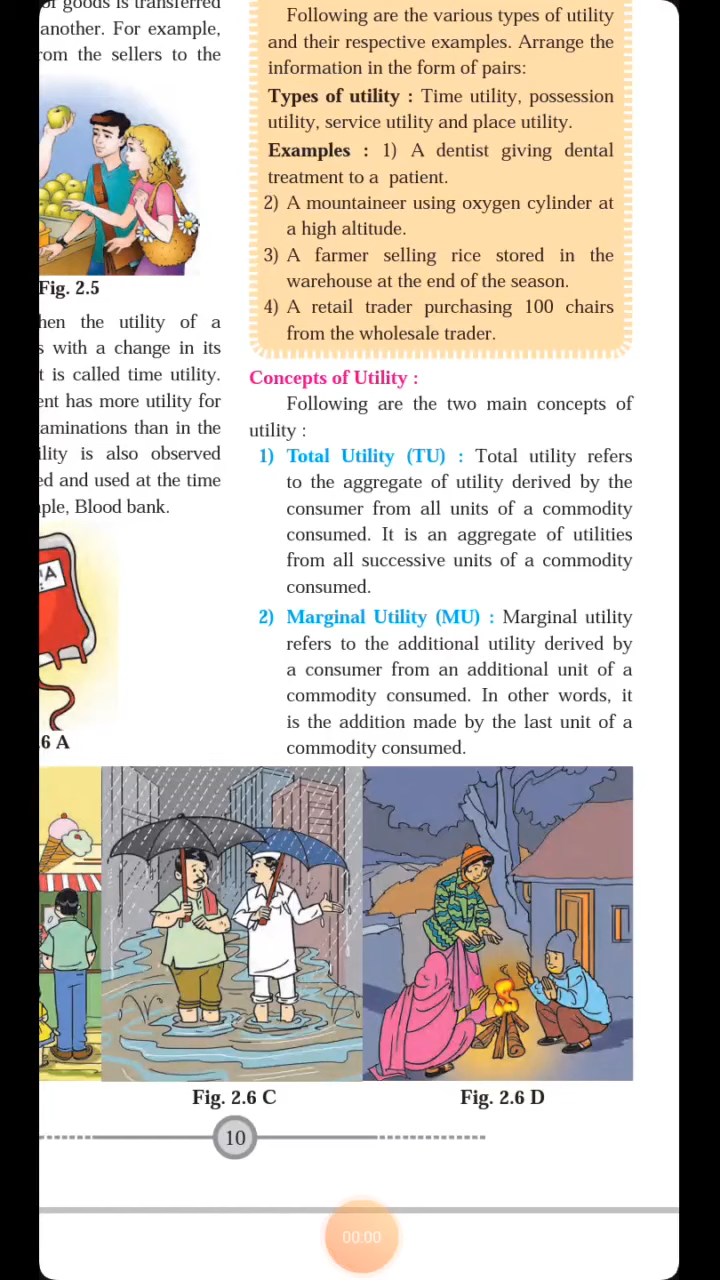 of goods is transferred
another. For example,
from the sellers to the
Fig. 2.5
the utility of a
with a change in its
is called time utility.
has more utility for
than in the
is also observed
and used at the time
Blood bank.
A
6 A
Following are the various types of utility
and their respective examples. Arrange the
information in the form of pairs:
Types of utility : Time utility, possession
utility, service utility and place utility.
Examples : 1) A dentist giving dental
treatment to a patient.
2) A mountaineer using oxygen cylinder at
a high altitude.
3) A farmer selling rice stored in the
warehouse at the end of the season.
4) A retail trader purchasing 100 chairs
from the wholesale trader.
Concepts of Utility :
Following are the two main concepts of
utility :
1) Total Utility (TU) : Total utility refers
to the aggregate of utility derived by the
consumer from all units of a commodity
consumed. It is an aggregate of utilities
from all successive units of a commodity
consumed.
2) Marginal Utility (MU) : Marginal utility
refers to the additional utility derived by
a consumer from an additional unit of a
commodity consumed. In other words, it
is the addition made by the last unit of a
commodity consumed.
Fig. 2.6 C
Fig. 2.6 D
10
00:00